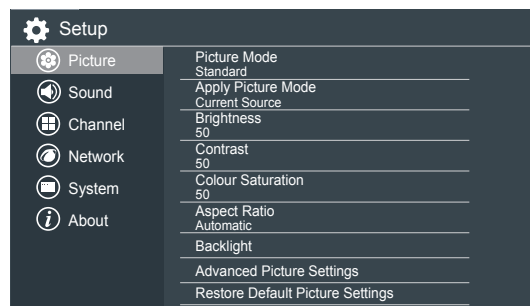 Setup
Picture
Sound
Channel
Network
System
About
Picture Mode
Standard
Apply Picture Mode
Current Source
Brightness
50
Contrast
50
Colour Saturation
50
Aspect Ratio
Automatic
Backlight
Advanced Picture Settings
Restore Default Picture Settings